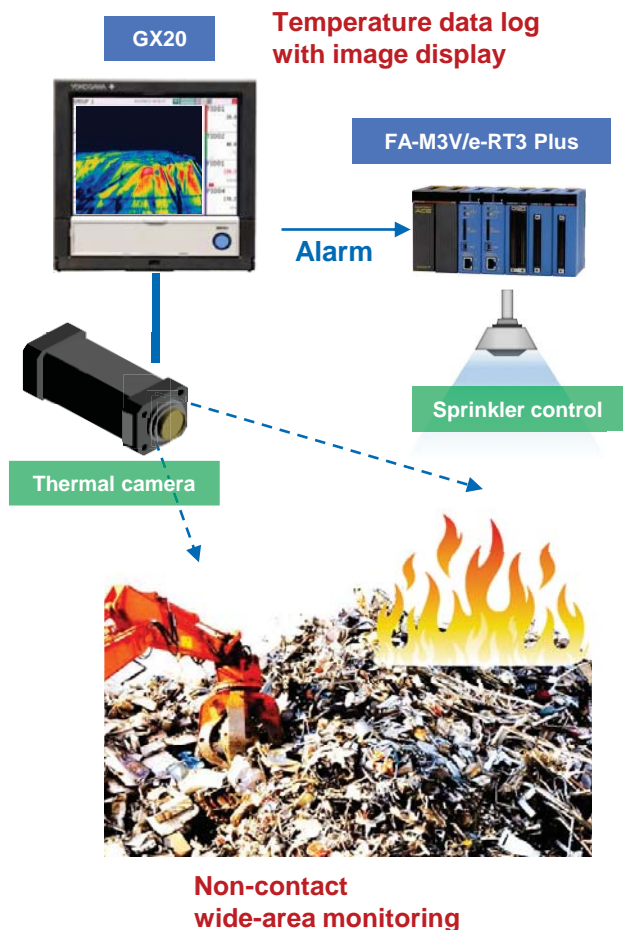 GX20
Temperature data log
with image display
YOKOGAWA
FA-M3V/e-RT3 Plus
Alarm
Sprinkler control
Thermal camera
Non-contact
wide-area monitoring